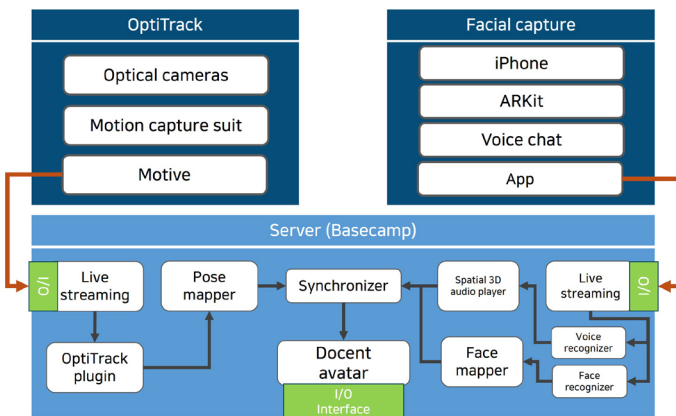 OptiTrack
Optical cameras
Motion capture suit
Motive
Facial capture
iPhone
ARKit
Voice chat
App
Server (Basecamp)
I/O
Live
streaming
OptiTrack
plugin
Pose
mapper
Synchronizer
Docent
avatar
I/O
Interface
Spatial 3D
audio player
Face
mapper
Live
streaming
I/O
Voice
recognizer
Face
recognizer